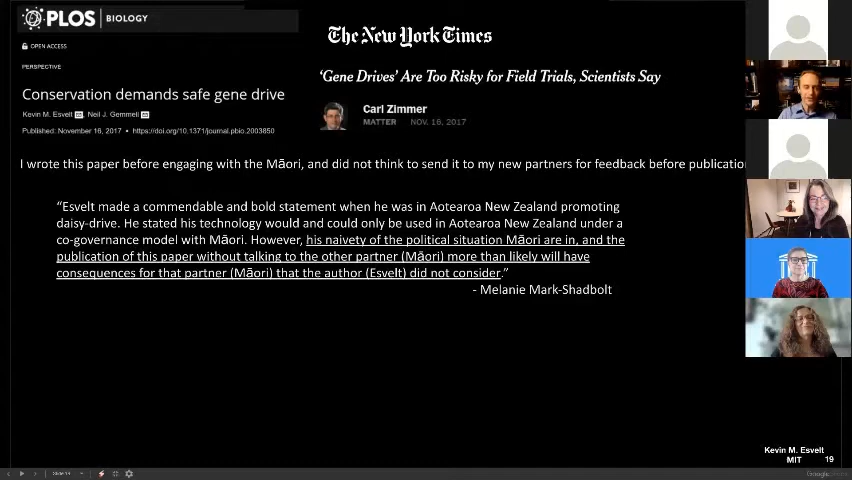 PLOS | BIOLOGY
OPEN ACCESS
PERSPECTIVE
Conservation demands safe gene drive
Kevin M. Esvelt, Neil J. Gemmell
Published: November 16, 2017 • https://doi.org/10.1371/journal.pbio.2003850
The New York Times
‘Gene Drives’ Are Too Risky for Field Trials, Scientists Say
Carl Zimmer
MATTER NOV. 16, 2017
I wrote this paper before engaging with the Māori, and did not think to send it to my new partners for feedback before publicatio
“Esvelt made a commendable and bold statement when he was in Aotearoa New Zealand promoting
daisy-drive. He stated his technology would and could only be used in Aotearoa New Zealand under a
co-governance model with Māori. However, his naivety of the political situation Māori are in, and the
publication of this paper without talking to the other partner (Māori) more than likely will have
consequences for that partner (Māori) that the author (Esvelt) did not consider.”
- Melanie Mark-Shadbolt
Kevin M. Esvelt
MIT 19